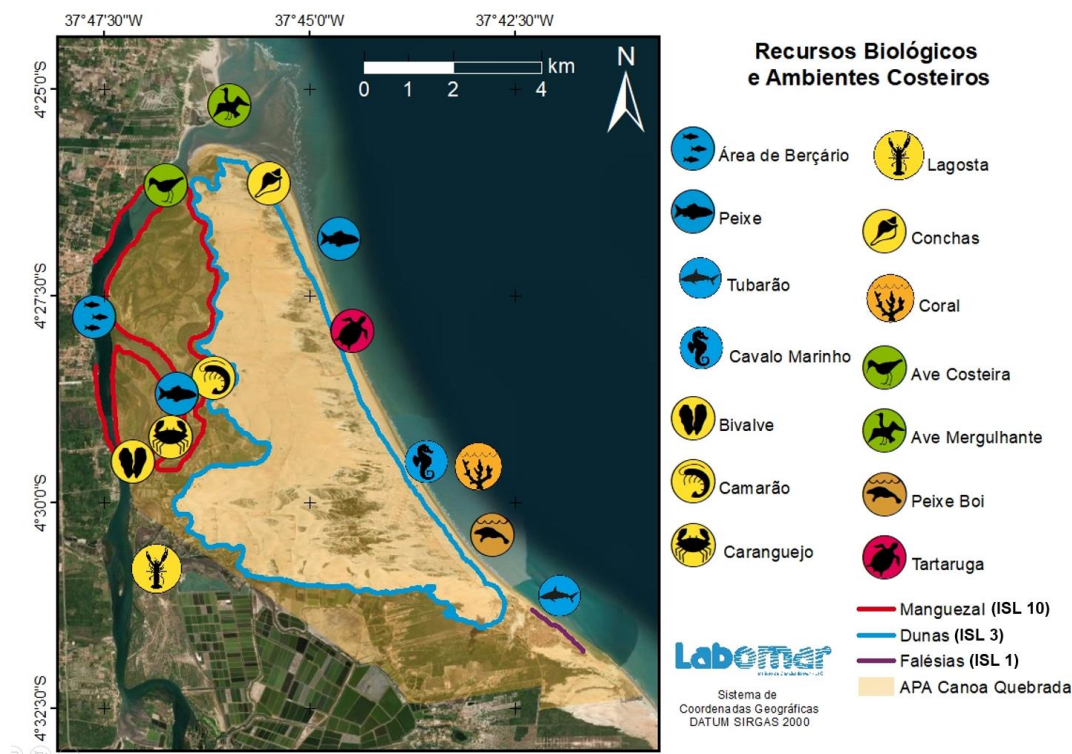 37°47'30"W
37°45'0"W
37°42'30"W
4°25'0"S
4°27'30"S
4°30'0"S
4°32'30"S
km
0 1 2 4
N
Recursos Biológicos
e Ambientes Costeiros
Área de Berçário
Lagosta
Peixe
Conchas
Tubarão
Coral
Cavalo Marinho
Ave Costeira
Bivalve
Ave Mergulhante
Camarão
Peixe Boi
Caranguejo
Tartaruga
Manguezal (ISL 10)
Dunas (ISL 3)
Falésias (ISL 1)
APA Canoa Quebrada
Labomar
Sistema de
Coordenadas Geográficas
DATUM SIRGAS 2000